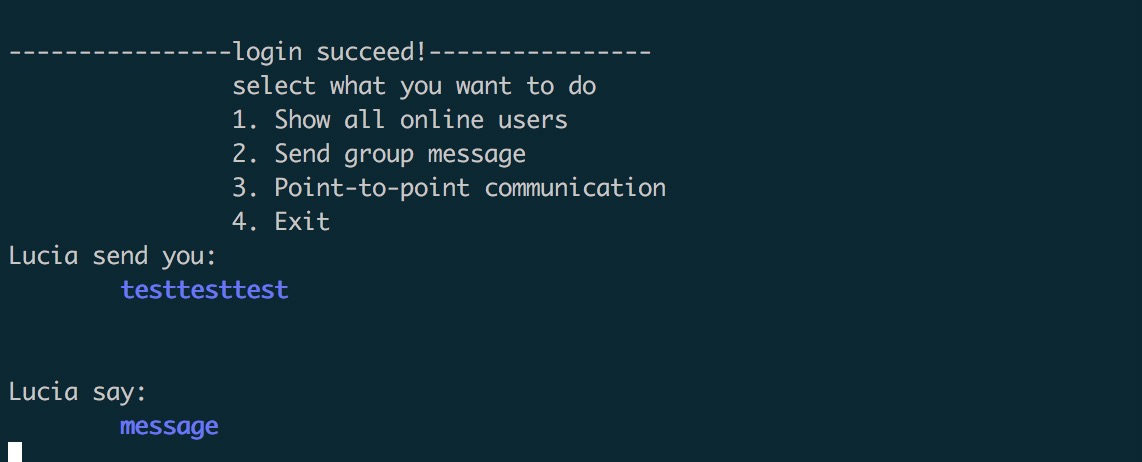 ----------------login succeed!----------------
select what you want to do
1. Show all online users
2. Send group message
3. Point-to-point communication
4. Exit
Lucia send you:
testtesttest
Lucia say:
message